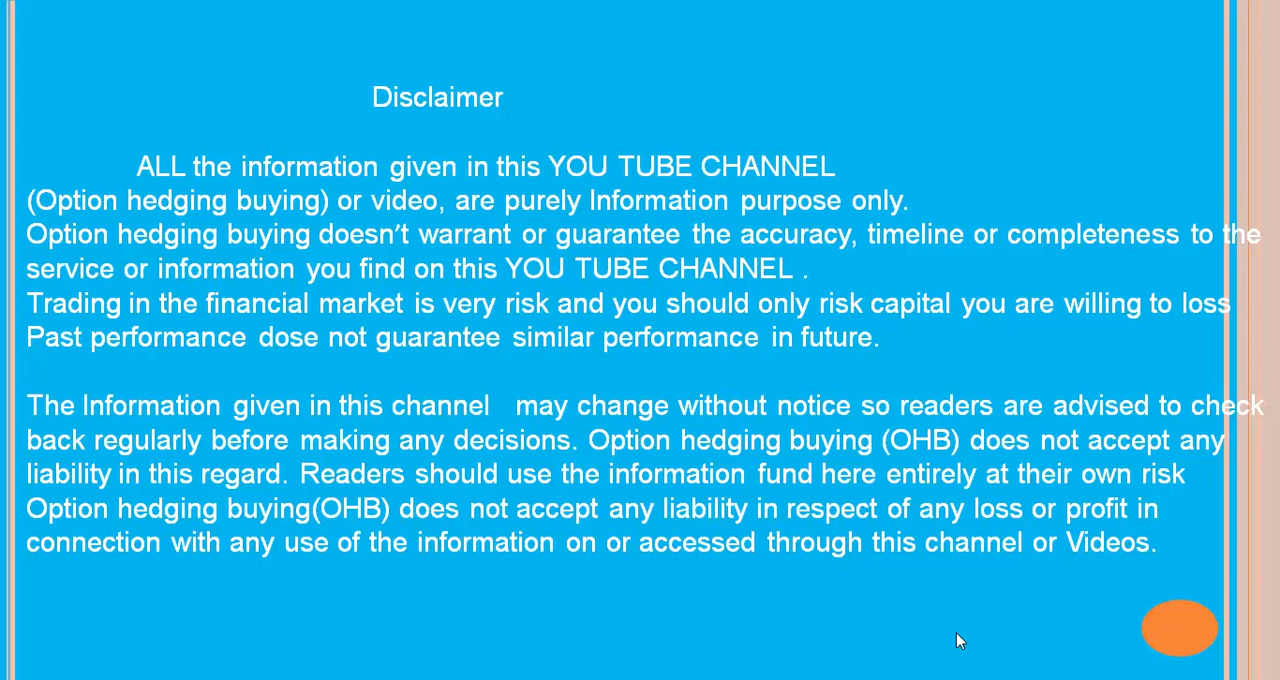 Disclaimer
ALL the information given in this YOU TUBE CHANNEL
(Option hedging buying) or video, are purely Information purpose only.
Option hedging buying doesn't warrant or guarantee the accuracy, timeline or completeness to the
service or information you find on this YOU TUBE CHANNEL .
Trading in the financial market is very risk and you should only risk capital you are willing to loss
Past performance dose not guarantee similar performance in future.
The Information given in this channel may change without notice so readers are advised to check
back regularly before making any decisions. Option hedging buying (OHB) does not accept any
liability in this regard. Readers should use the information fund here entirely at their own risk
Option hedging buying(OHB) does not accept any liability in respect of any loss or profit in
connection with any use of the information on or accessed through this channel or Videos.